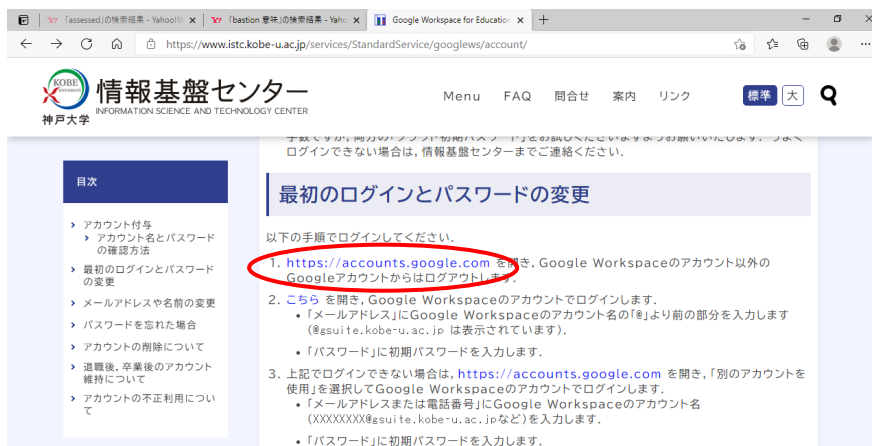 「assessed」の検索結果 - Yahoo!検
「bastion 意味」の検索結果 - Yaho
Google Workspace for Education
https://www.istc.kobe-u.ac.jp/services/StandardService/googlews/account/
KOBE
UNIVERSITY
神戸大学
情報基盤センター
INFORMATION SCIENCE AND TECHNOLOGY CENTER
Menu FAQ 問合せ 案内 リンク 標準 大
ログインできない場合は，情報基盤センターまでご連絡ください．
目次
アカウント付与
アカウント名とパスワード
の確認方法
最初のログインとパスワード
の変更
メールアドレスや名前の変更
パスワードを忘れた場合
アカウントの削除について
退職後，卒業後のアカウント
維持について
アカウントの不正利用につい
て
最初のログインとパスワードの変更
以下の手順でログインしてください．
1. https://accounts.google.com を開き，Google Workspaceのアカウント以外の
Googleアカウントからはログアウトします．
2. こちら を開き，Google Workspaceのアカウントでログインします．
• 「メールアドレス」にGoogle Workspaceのアカウント名の「@」より前の部分を入力します
(@gsuite.kobe-u.ac.jp は表示されています)．
• 「パスワード」に初期パスワードを入力します．
3. 上記でログインできない場合は，https://accounts.google.com を開き，「別のアカウントを
使用」を選択してGoogle Workspaceのアカウントでログインします．
• 「メールアドレスまたは電話番号」にGoogle Workspaceのアカウント名
(XXXXXXXX@gsuite.kobe-u.ac.jpなど)を入力します．
• 「パスワード」に初期パスワードを入力します．